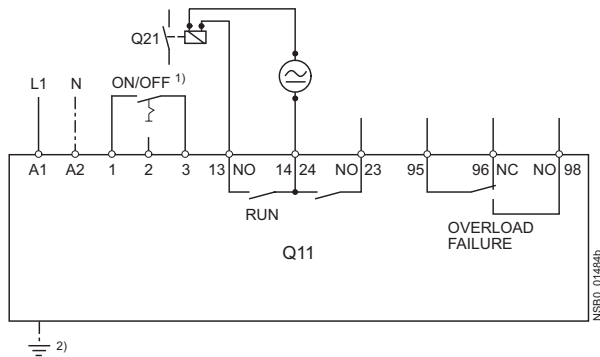 Q21
L1 N ON/OFF 1)
A1 A2 1 2 3 13 NO 14 24 NO 23 95 96 NC NO 98
RUN
OVERLOAD
FAILURE
Q11
NSB0_01484b
2)